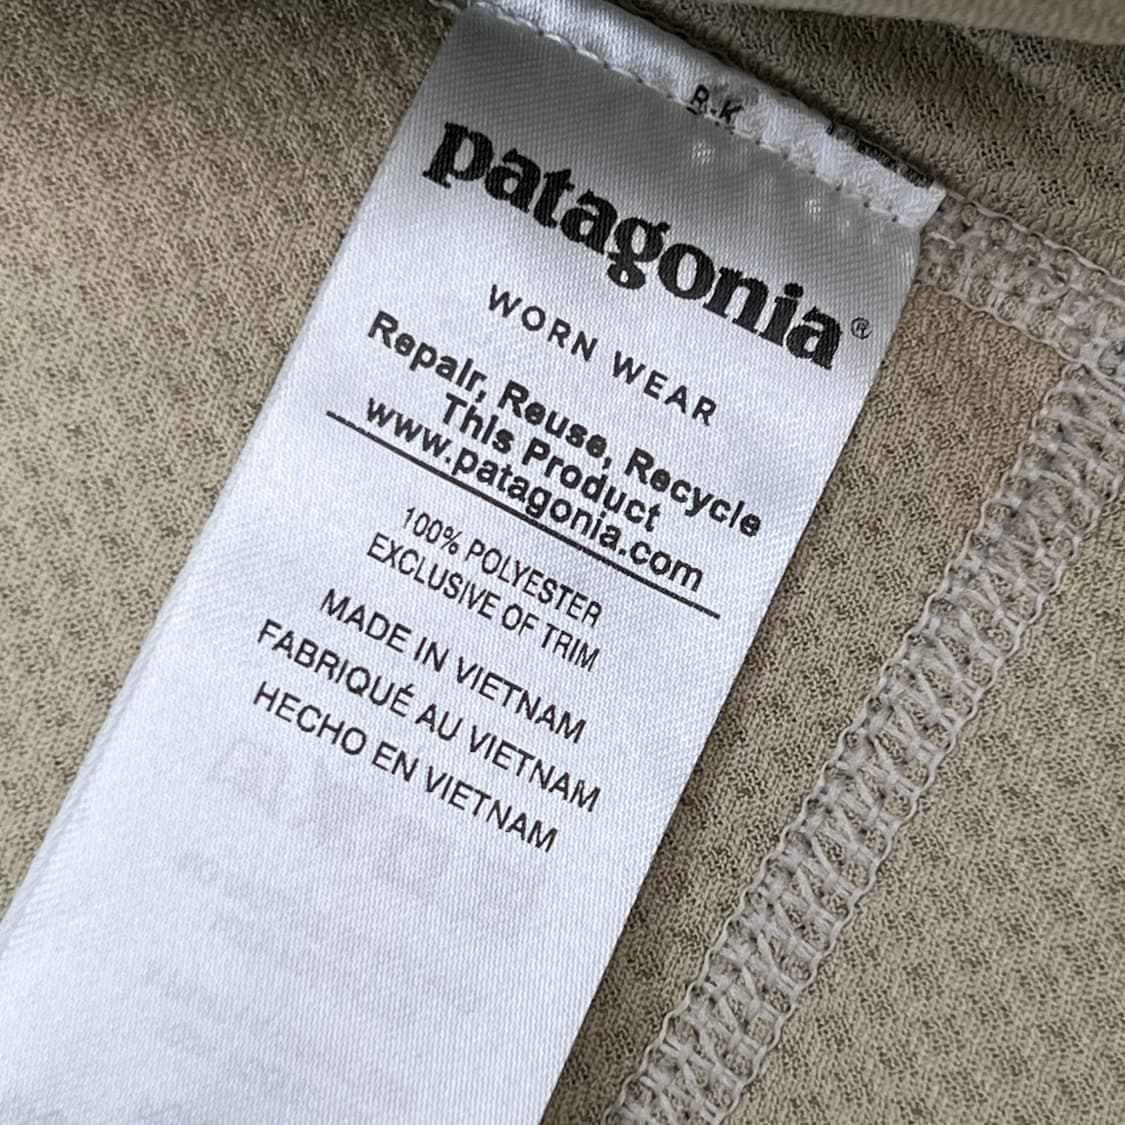 R.K
patagonia®
WORN WEAR
Repair, Reuse, Recycle
This Product
www.patagonia.com
100% POLYESTER
EXCLUSIVE OF TRIM
MADE IN VIETNAM
FABRIQUÉ AU VIETNAM
HECHO EN VIETNAM